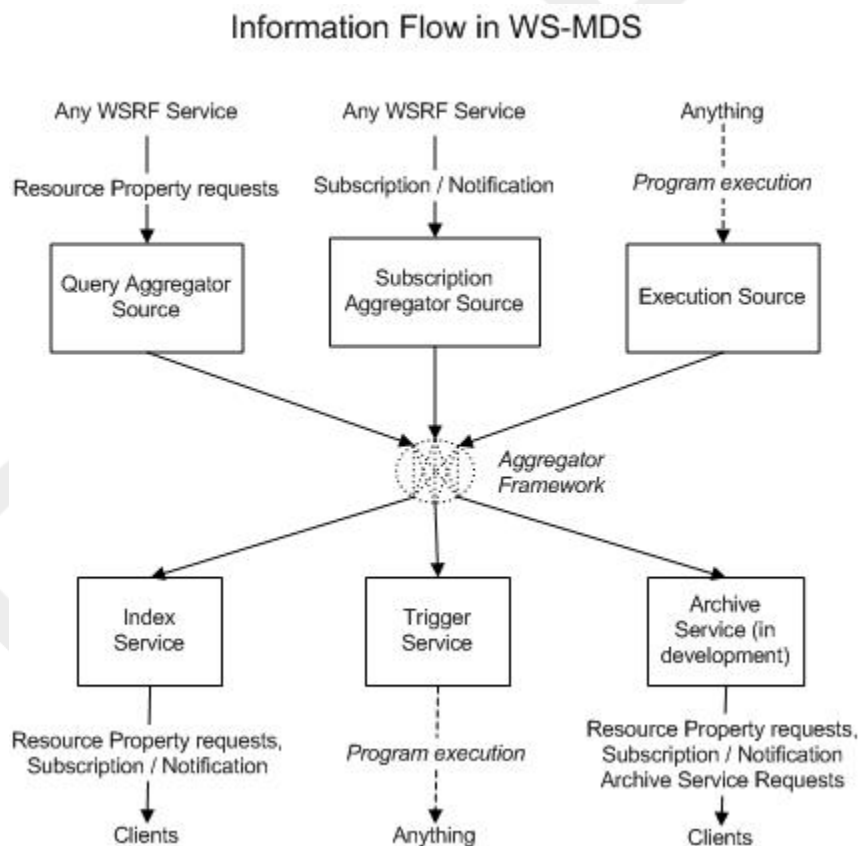 Information Flow in WS-MDS
Any WSRF Service
Any WSRF Service
Anything
Resource Property requests
Subscription / Notification
Program execution
Query Aggregator
Source
Subscription
Aggregator Source
Execution Source
Aggregator
Framework
Index
Service
Trigger
Service
Archive
Service (in
development)
Resource Property requests,
Subscription / Notification
Program execution
Resource Property requests,
Subscription / Notification
Archive Service Requests
Clients
Anything
Clients